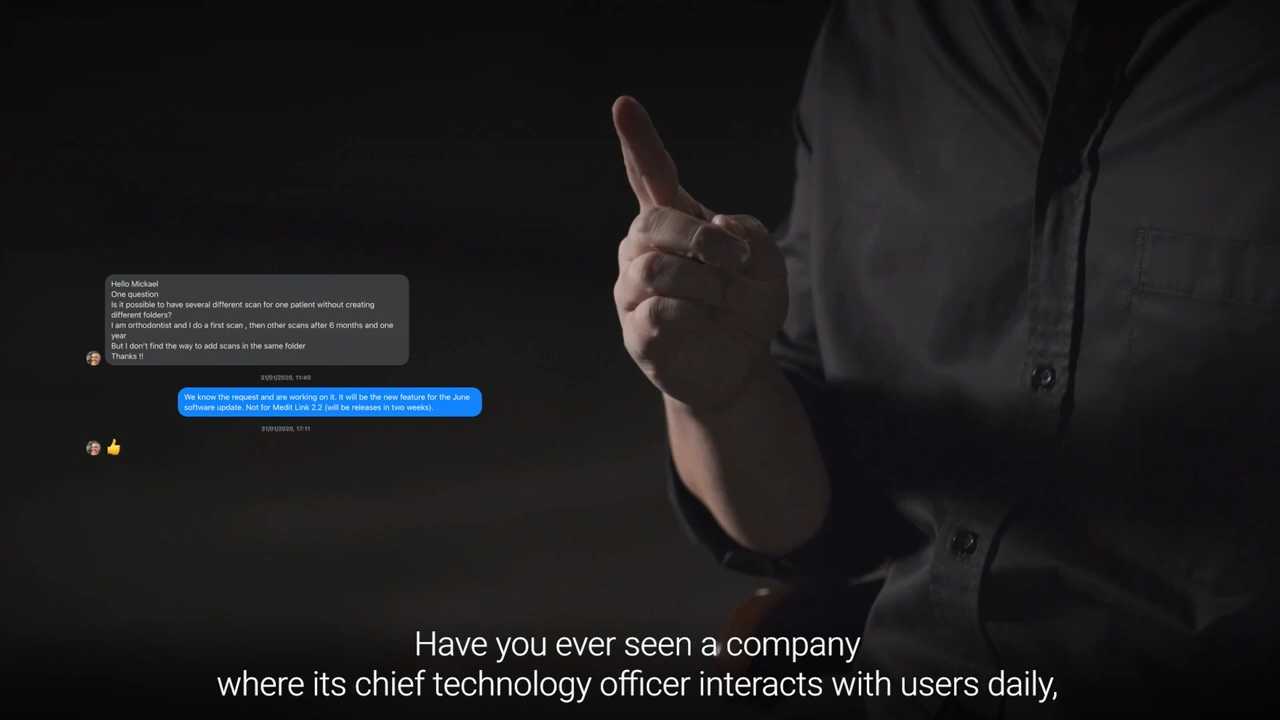 Hello Mickael
One question
Is it possible to have several different scan for one patient without creating
different folders?
I am orthodontist and I do a first scan , then other scans after 6 months and one
year
But I don't find the way to add scans in the same folder
Thanks !!
31/01/2020, 11:40
We know the request and are working on it. It will be the new feature for the June
software update. Not for Medit Link 2.2 (will be releases in two weeks).
31/01/2020, 17:11
Have you ever seen a company
where its chief technology officer interacts with users daily,